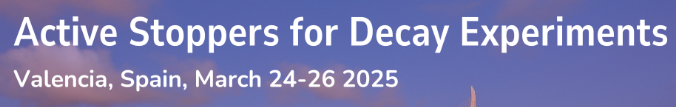 Active Stoppers for Decay Experiments
Valencia, Spain, March 24-26 2025